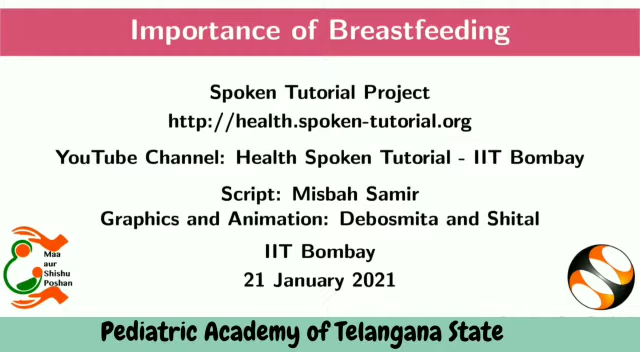 Importance of Breastfeeding
Spoken Tutorial Project
http://health.spoken-tutorial.org
YouTube Channel: Health Spoken Tutorial - IIT Bombay
Script: Misbah Samir
Graphics and Animation: Debosmita and Shital
IIT Bombay
21 January 2021
Maa
aur
Shishu
Poshan
Pediatric Academy of Telangana State